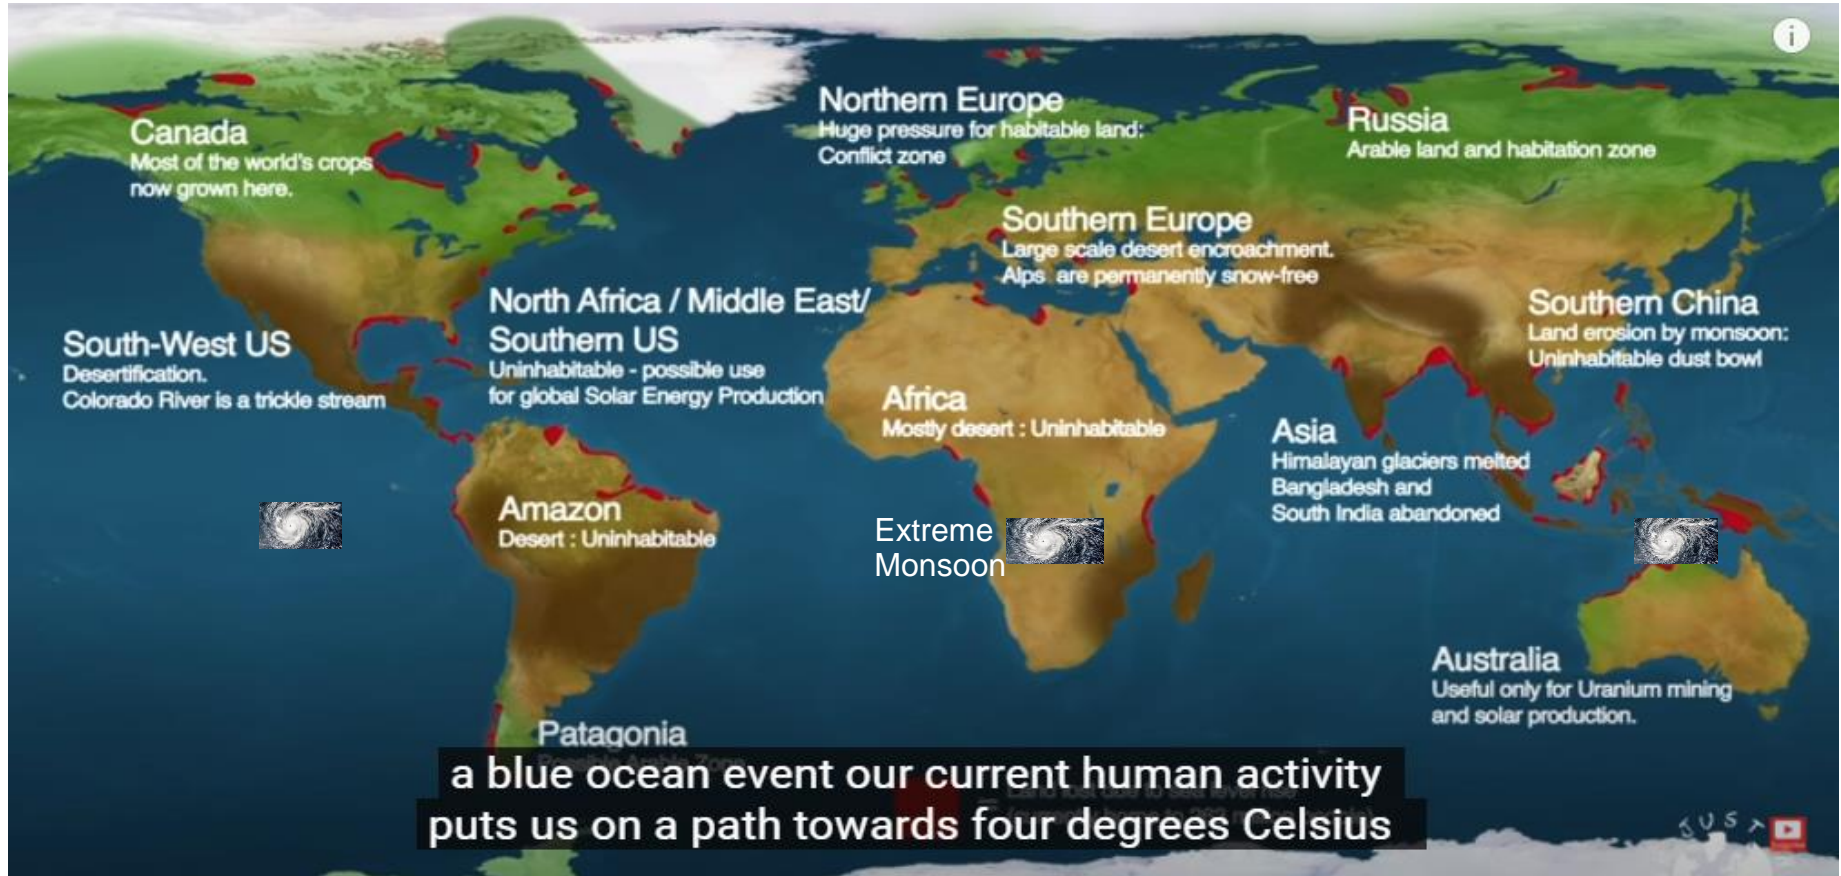 Canada
Most of the world's crops
now grown here.
Northern Europe
Huge pressure for habitable land:
Conflict zone
Russia
Arable land and habitation zone
Southern Europe
Large scale desert encroachment.
Alps are permanently snow-free
North Africa / Middle East/
Southern US
Uninhabitable - possible use
for global Solar Energy Production
South-West US
Desertification.
Colorado River is a trickle stream
Southern China
Land erosion by monsoon:
Uninhabitable dust bowl
Africa
Mostly desert : Uninhabitable
Asia
Himalayan glaciers melted
Bangladesh and
South India abandoned
Amazon
Desert : Uninhabitable
Extreme
Monsoon
Australia
Useful only for Uranium mining
and solar production.
Patagonia
a blue ocean event our current human activity
puts us on a path towards four degrees Celsius
JUST